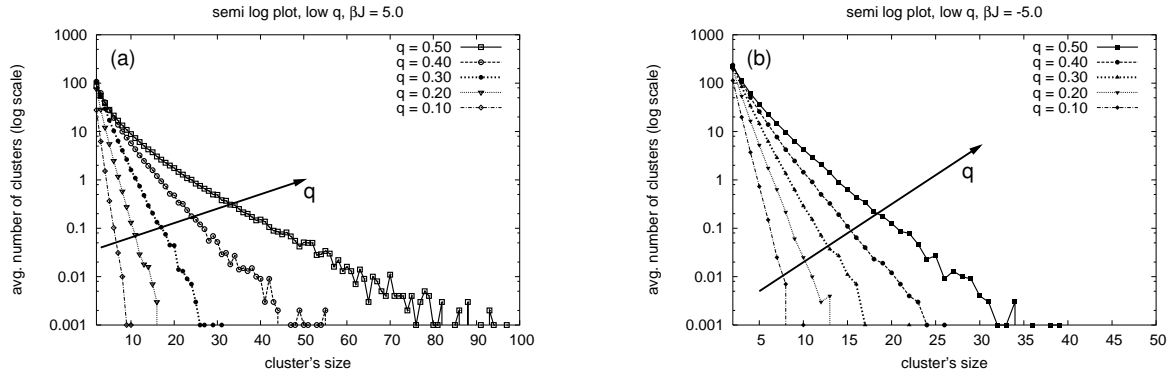 semi log plot, low q, βJ = 5.0
avg. number of clusters (log scale)
1000
100
10
1
0.1
0.01
0.001
(a)
q = 0.50
q = 0.40
q = 0.30
q = 0.20
q = 0.10
q
10 20 30 40 50 60 70 80 90 100
cluster's size
semi log plot, low q, βJ = -5.0
avg. number of clusters (log scale)
1000
100
10
1
0.1
0.01
0.001
(b)
q = 0.50
q = 0.40
q = 0.30
q = 0.20
q = 0.10
q
5 10 15 20 25 30 35 40 45 50
cluster's size